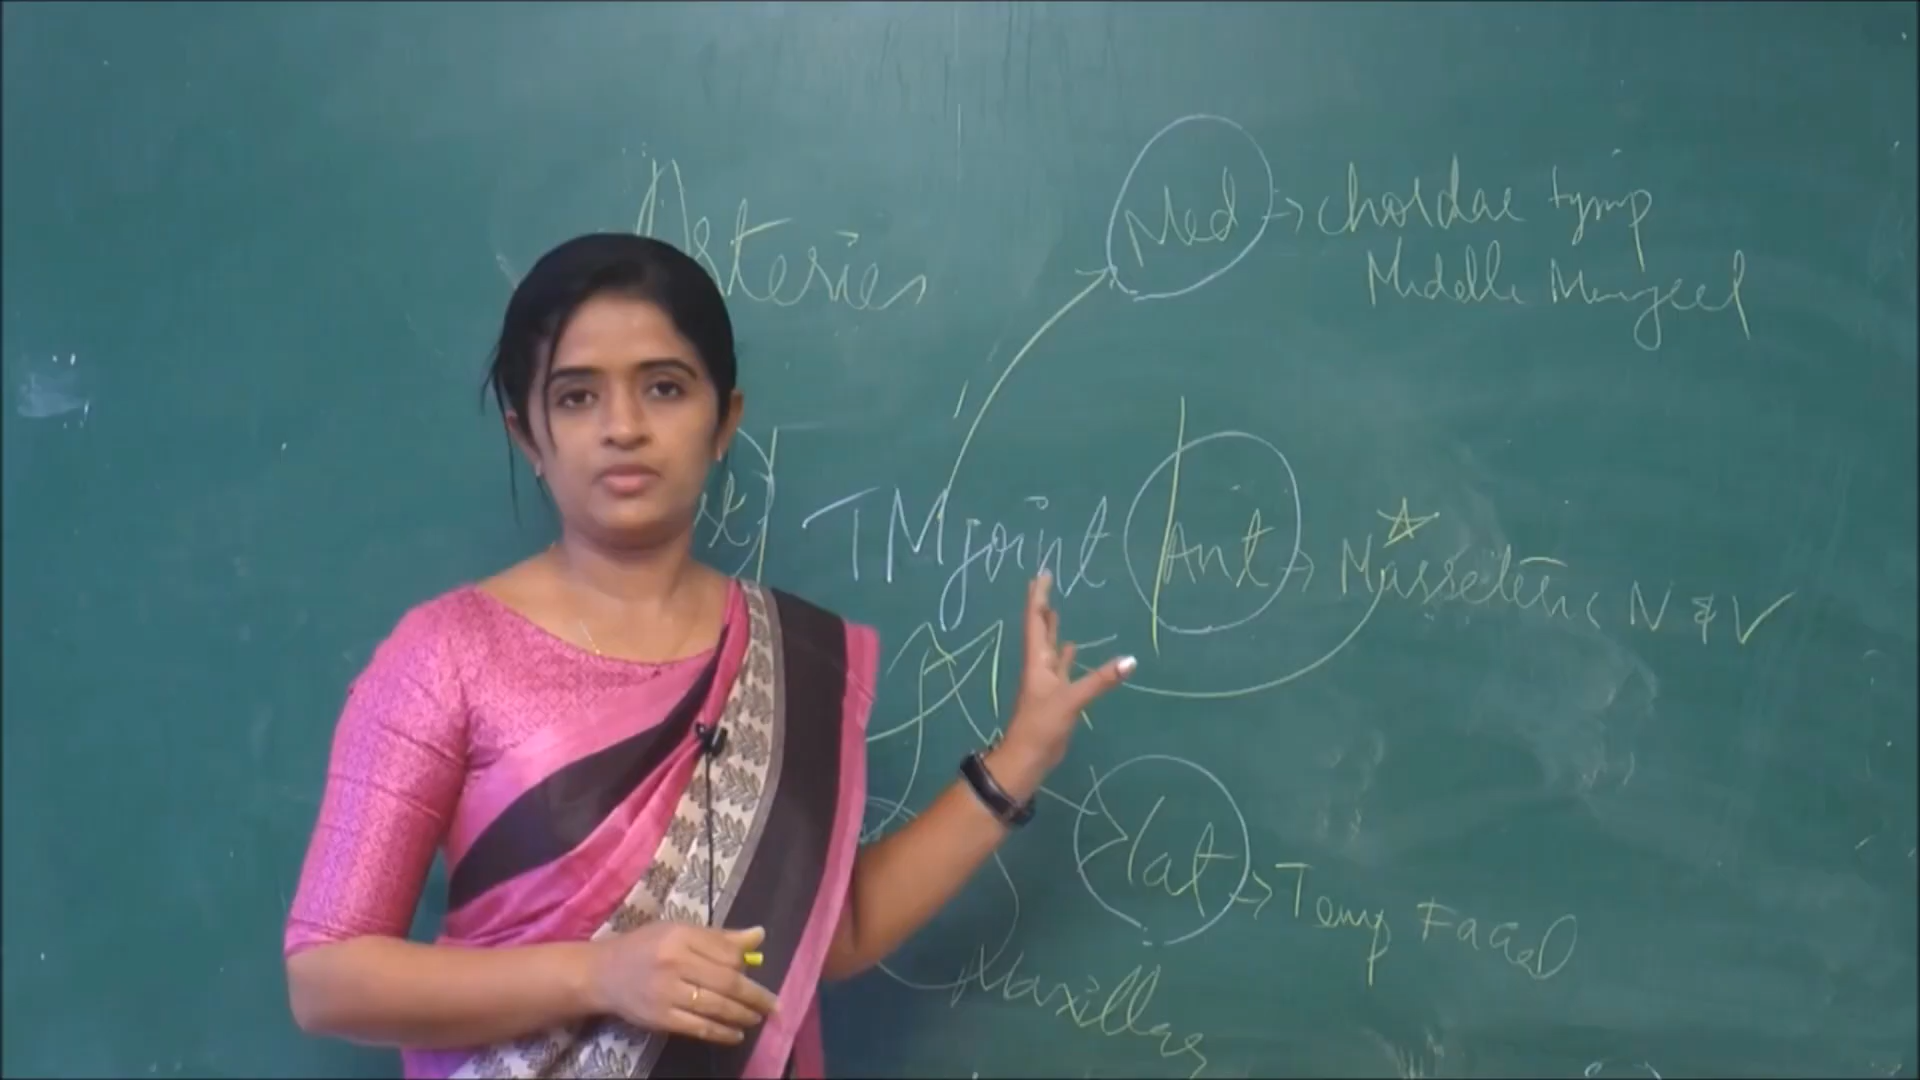 Arteries
Med → chordae tymp
Middle Meningeal
TM joint Ant → Masseteric N & V
lat → Temp Facial
Maxillary